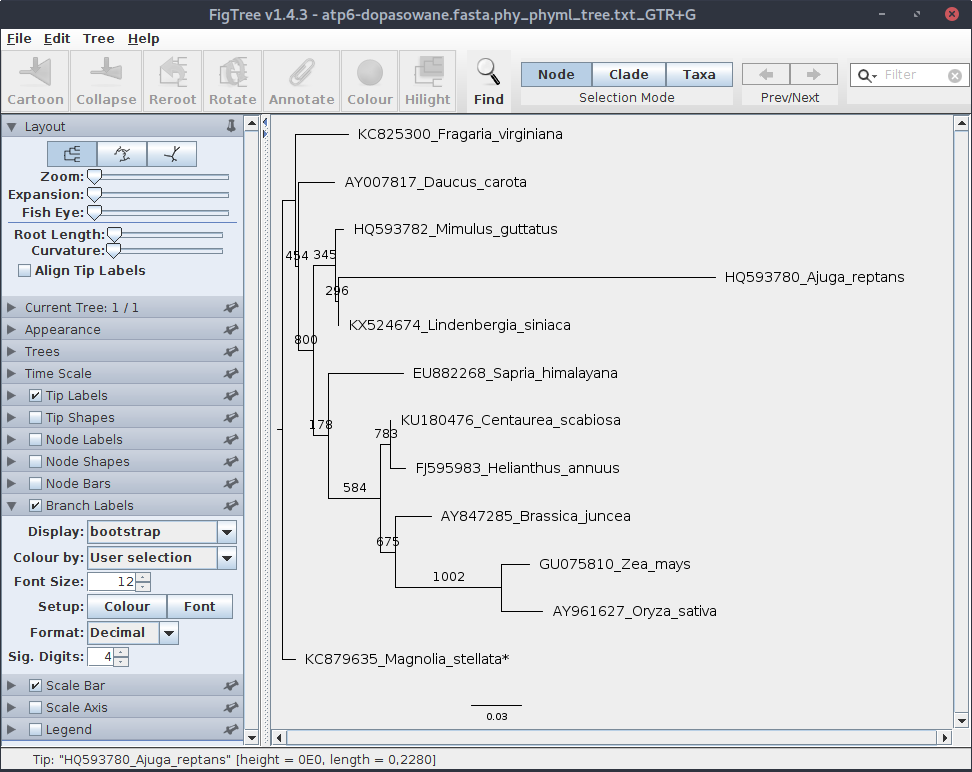 FigTree v1.4.3 - atp6-dopasowane.fasta.phy_phyml_tree.txt_GTR+G
File Edit Tree Help
Cartoon Collapse Reroot Rotate Annotate Colour Hilight Find
Node Clade Taxa
Selection Mode
Prev/Next
Filter
Layout
Zoom:
Expansion:
Fish Eye:
Root Length:
Curvature:
Align Tip Labels
Current Tree: 1 / 1
Appearance
Trees
Time Scale
Tip Labels
Tip Shapes
Node Labels
Node Shapes
Node Bars
Branch Labels
Display: bootstrap
Colour by: User selection
Font Size: 12
Setup: Colour Font
Format: Decimal
Sig. Digits: 4
Scale Bar
Scale Axis
Legend
KC825300_Fragaria_virginiana
AY007817_Daucus_carota
HQ593782_Mimulus_guttatus
454 345
HQ593780_Ajuga_reptans
296
KX524674_Lindenbergia_siniaca
800
EU882268_Sapria_himalayana
KU180476_Centaurea_scabiosa
178
783
FJ595983_Helianthus_annuus
584
AY847285_Brassica_juncea
675
GU075810_Zea_mays
1002
AY961627_Oryza_sativa
KC879635_Magnolia_stellata*
0.03
Tip: "HQ593780_Ajuga_reptans" [height = 0E0, length = 0,2280]